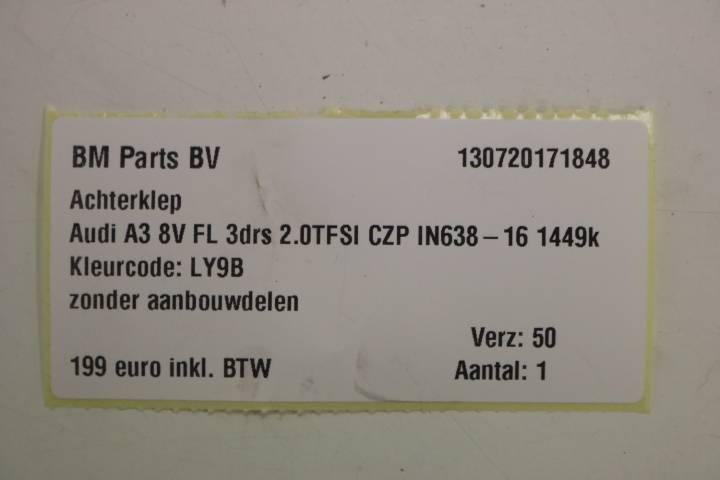 BM Parts BV 130720171848
Achterklep
Audi A3 8V FL 3drs 2.0TFSI CZP IN638-16 1449k
Kleurcode: LY9B
zonder aanbouwdelen
Verz: 50
199 euro inkl. BTW Aantal: 1